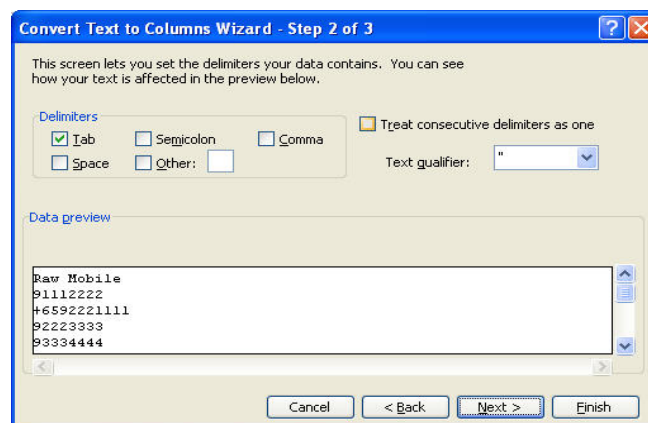 Convert Text to Columns Wizard - Step 2 of 3
This screen lets you set the delimiters your data contains. You can see
how your text is affected in the preview below.
Delimiters
Tab
Semicolon
Comma
Space
Other:
Treat consecutive delimiters as one
Text qualifier: "
Data preview
Raw Mobile
91112222
+6592221111
92223333
93334444
Cancel
< Back
Next >
Finish